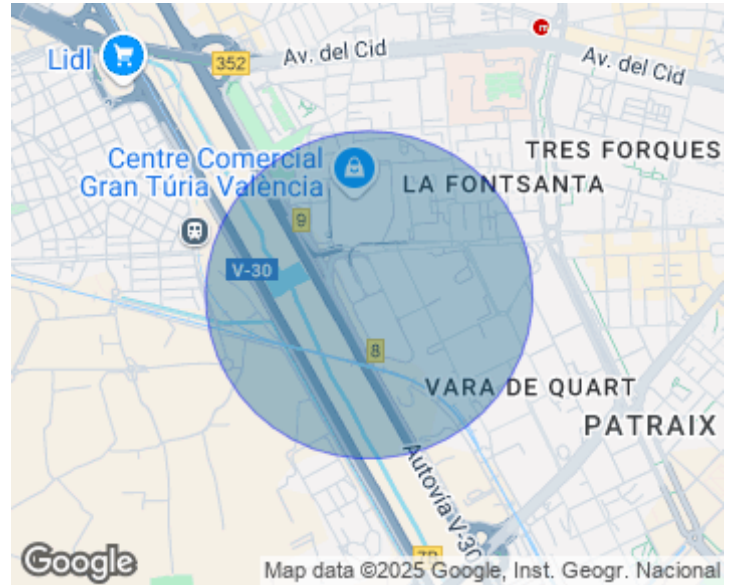 Lidl
352
Av. del Cid
Av. del Cid
TRES FORQUES
Centre Comercial
Gran Túria València
LA FONTSANTA
9
V-30
8
VARA DE QUART
PATRAIX
Autovía V-30
Google
Map data ©2025 Google, Inst. Geogr. Nacional